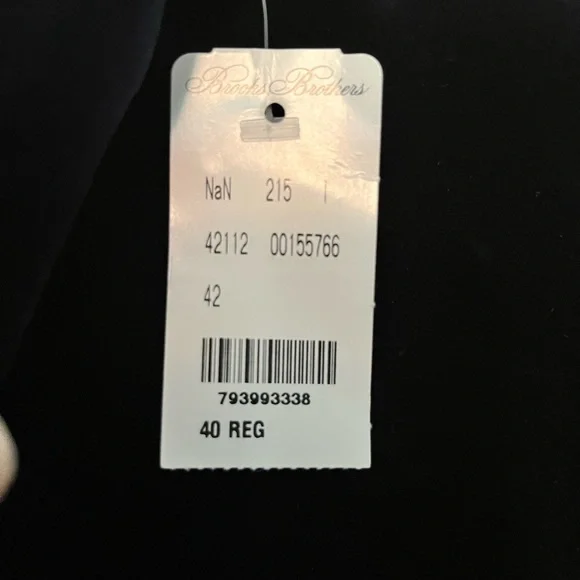 Brooks Brothers
NaN 215 T
42112 00155766
42
793993338
40 REG